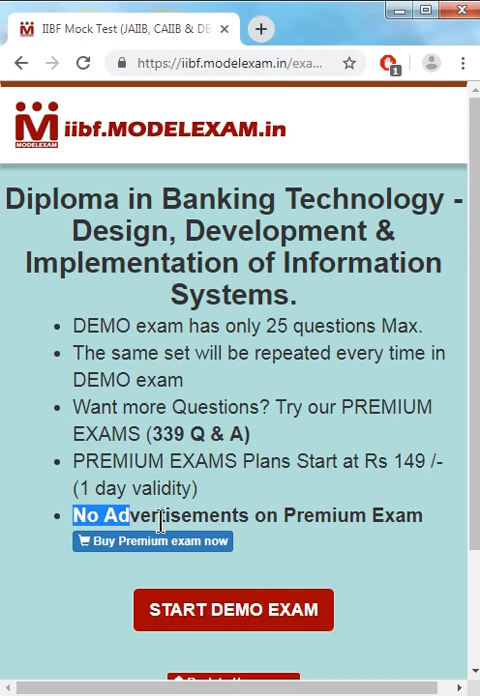 IIBF Mock Test (JAIIB, CAIIB & DB
https://iibf.modelexam.in/exa...
1
M
MODELEXAM
iibf.MODELEXAM.in
Diploma in Banking Technology -
Design, Development &
Implementation of Information
Systems.
• DEMO exam has only 25 questions Max.
• The same set will be repeated every time in
DEMO exam
• Want more Questions? Try our PREMIUM
EXAMS (339 Q & A)
• PREMIUM EXAMS Plans Start at Rs 149 /-
(1 day validity)
• No Advertisements on Premium Exam
Buy Premium exam now
START DEMO EXAM